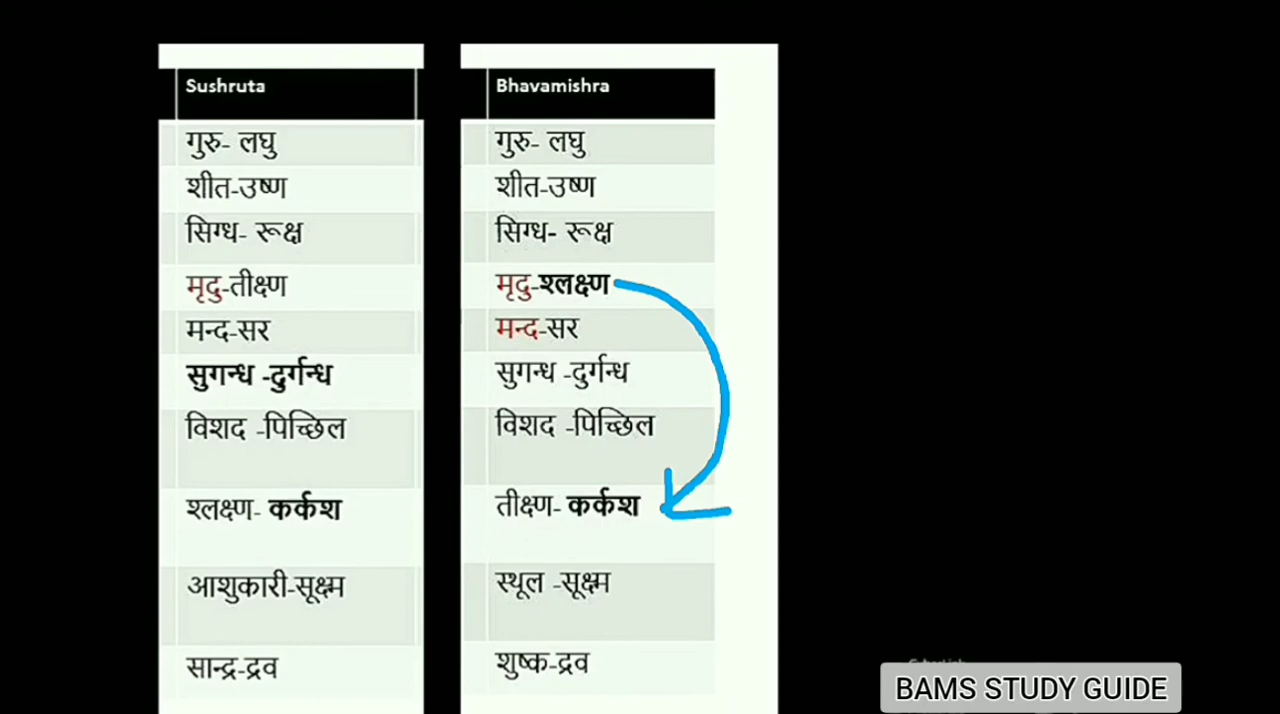 Sushruta
गुरु- लघु
शीत-उष्ण
सिग्ध- रूक्ष
मृदु-तीक्ष्ण
मन्द-सर
सुगन्ध -दुर्गन्ध
विशद -पिच्छिल
श्लक्ष्ण- कर्कश
आशुकारी-सूक्ष्म
सान्द्र-द्रव
Bhavamishra
गुरु- लघु
शीत-उष्ण
सिग्ध- रूक्ष
मृदु-श्लक्ष्ण
मन्द-सर
सुगन्ध -दुर्गन्ध
विशद -पिच्छिल
तीक्ष्ण- कर्कश
स्थूल -सूक्ष्म
शुष्क-द्रव
BAMS STUDY GUIDE